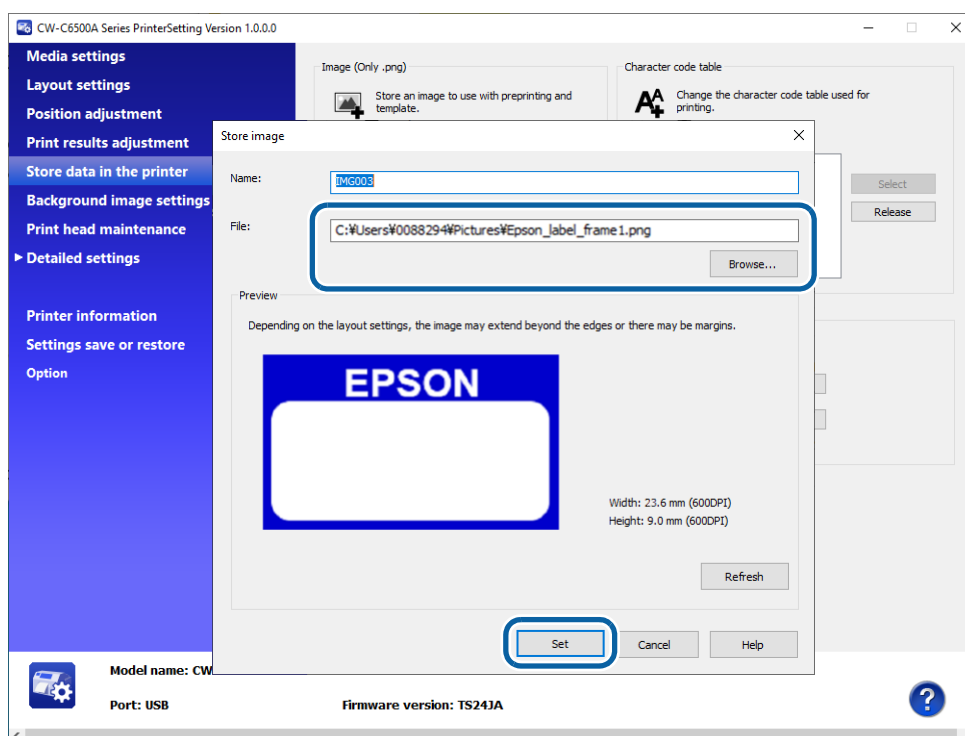 CW-C6500A Series PrinterSetting Version 1.0.0.0
Media settings
Layout settings
Position adjustment
Print results adjustment
Store data in the printer
Background image settings
Print head maintenance
Detailed settings
Printer information
Settings save or restore
Option
Image (Only .png)
Store an image to use with preprinting and
template.
Character code table
Change the character code table used for
printing.
Select
Release
Store image
Name:
IMG003
File:
C:¥Users¥0088294¥Pictures¥Epson_label_frame1.png
Browse...
Preview
Depending on the layout settings, the image may extend beyond the edges or there may be margins.
EPSON
Width: 23.6 mm (600DPI)
Height: 9.0 mm (600DPI)
Refresh
Set
Cancel
Help
Model name: CW
Port: USB
Firmware version: TS24JA